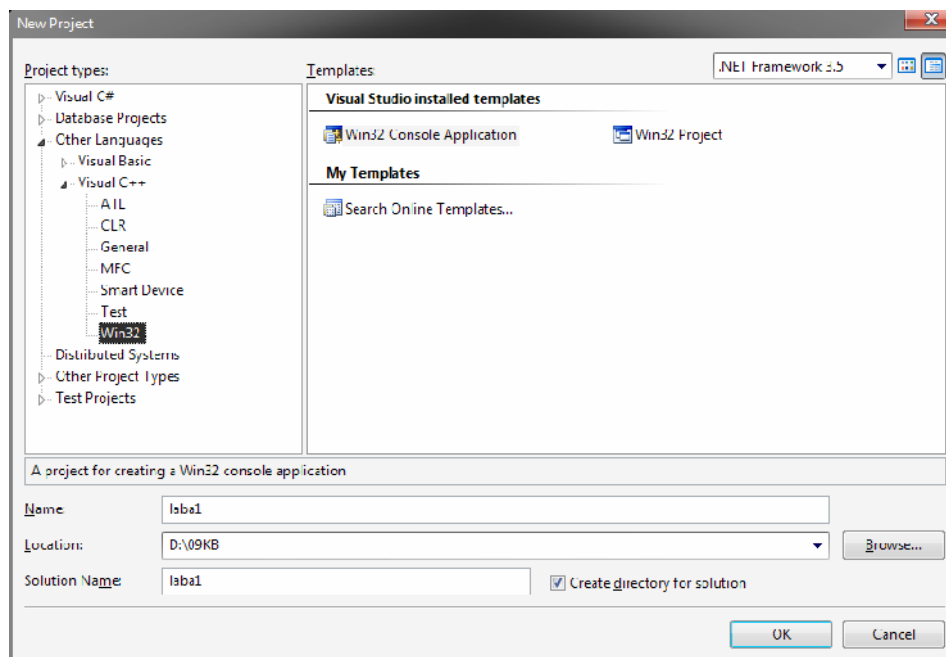 New Project
Project types:
Templates:
.NET Framework 3.5
Visual C#
Database Projects
Other Languages
Visual Basic
Visual C++
ATL
CLR
General
MFC
Smart Device
Test
Win32
Distributed Systems
Other Project Types
Test Projects
Visual Studio installed templates
Win32 Console Application
Win32 Project
My Templates
Search Online Templates...
A project for creating a Win32 console application
Name:
laba1
Location:
D:\09KB
Browse...
Solution Name:
laba1
Create directory for solution
OK
Cancel